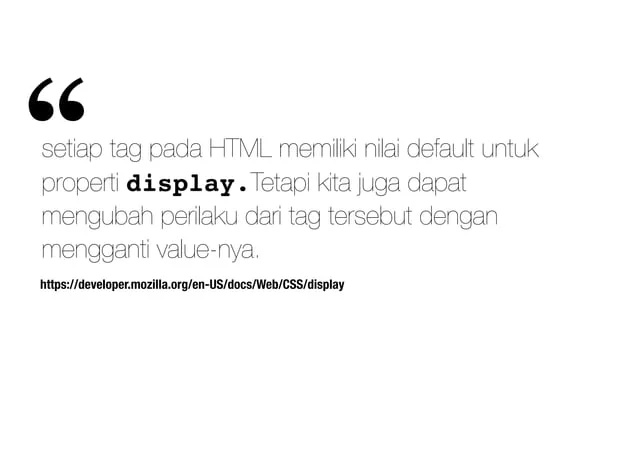 “
setiap tag pada HTML memiliki nilai default untuk
properti display. Tetapi kita juga dapat
mengubah perilaku dari tag tersebut dengan
mengganti value-nya.
https://developer.mozilla.org/en-US/docs/Web/CSS/display